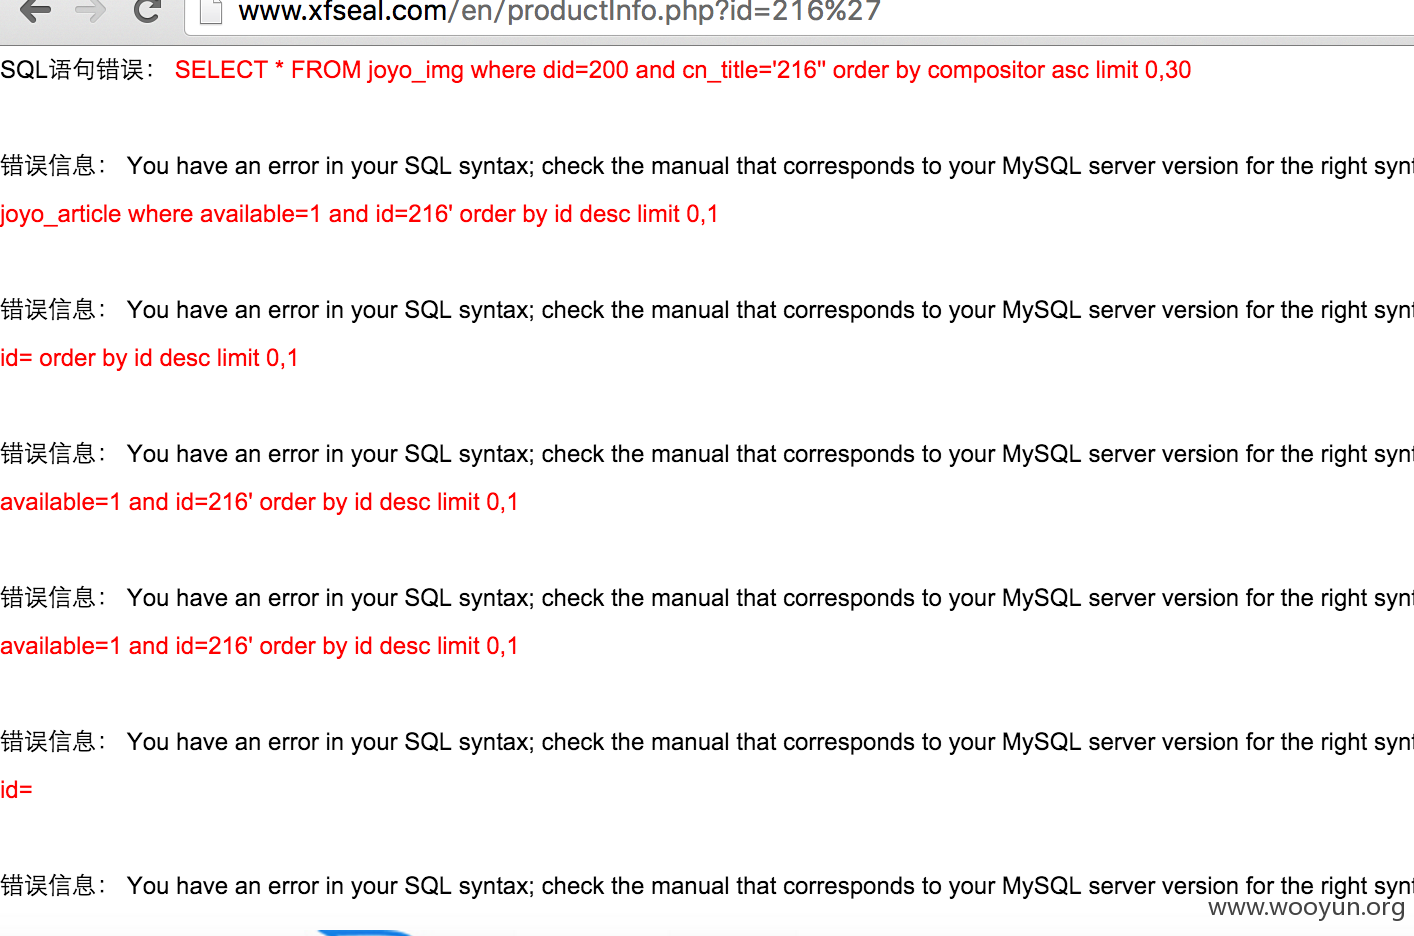 www.xfseal.com/en/productInfo.php?id=216%27
SQL语句错误： SELECT * FROM joyo_img where did=200 and cn_title='216'' order by compositor asc limit 0,30
错误信息： You have an error in your SQL syntax; check the manual that corresponds to your MySQL server version for the right
joyo_article where available=1 and id=216' order by id desc limit 0,1
错误信息： You have an error in your SQL syntax; check the manual that corresponds to your MySQL server version for the right
id= order by id desc limit 0,1
错误信息： You have an error in your SQL syntax; check the manual that corresponds to your MySQL server version for the right
available=1 and id=216' order by id desc limit 0,1
错误信息： You have an error in your SQL syntax; check the manual that corresponds to your MySQL server version for the right
available=1 and id=216' order by id desc limit 0,1
错误信息： You have an error in your SQL syntax; check the manual that corresponds to your MySQL server version for the right
id=
错误信息： You have an error in your SQL syntax; check the manual that corresponds to your MySQL server version for the right
www.wooyun.org